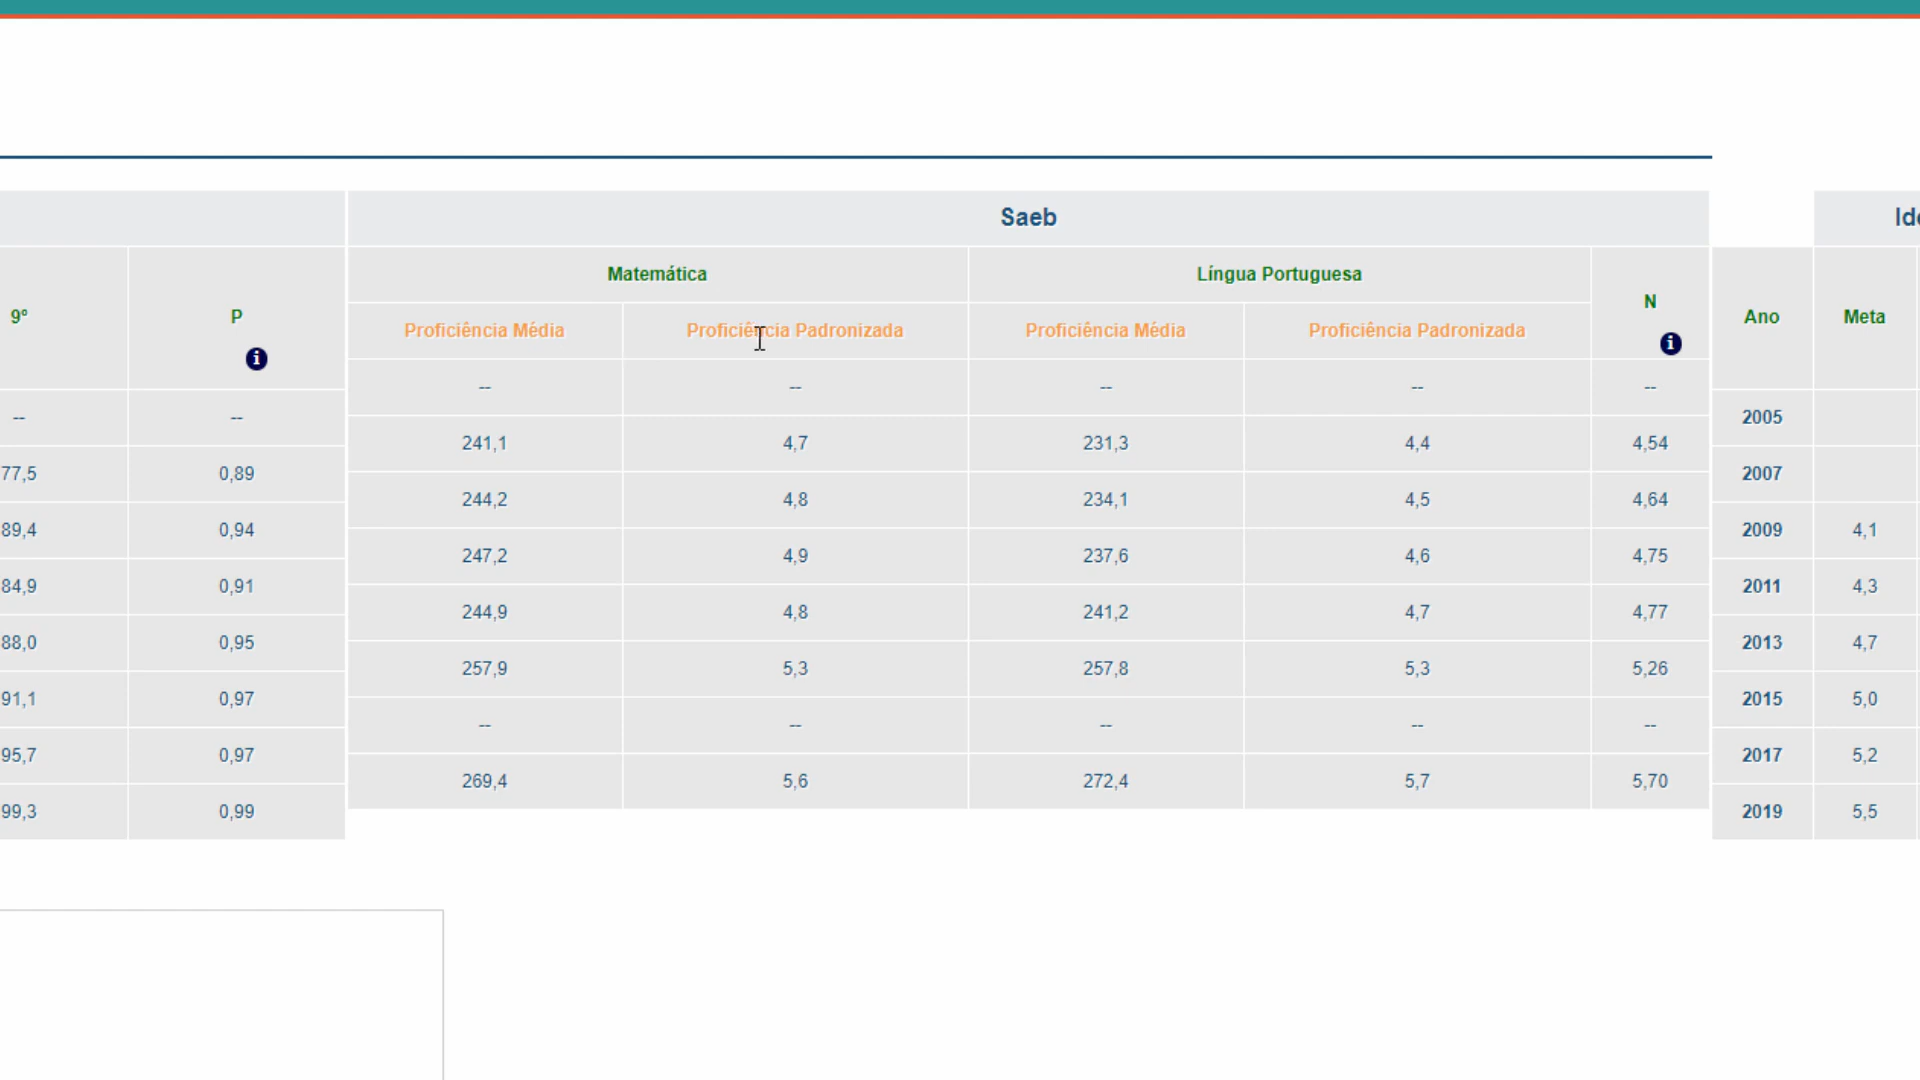 Saeb
Matemática Língua Portuguesa
9º P N Ano Meta
Proficiência Média Proficiência Padronizada Proficiência Média Proficiência Padronizada
-- -- -- -- --
-- -- 2005
241,1 4,7 231,3 4,4 4,54
77,5 0,89 2007
244,2 4,8 234,1 4,5 4,64
89,4 0,94 2009 4,1
247,2 4,9 237,6 4,6 4,75
84,9 0,91 2011 4,3
244,9 4,8 241,2 4,7 4,77
88,0 0,95 2013 4,7
257,9 5,3 257,8 5,3 5,26
91,1 0,97 2015 5,0
-- -- -- -- --
95,7 0,97 2017 5,2
269,4 5,6 272,4 5,7 5,70
99,3 0,99 2019 5,5